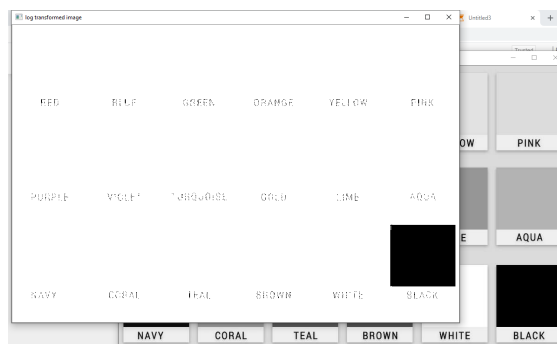 log transformed image
Untitled3
RED BLUE GREEN ORANGE YELLOW PINK
OW PINK
PURPLE VIOLET TURQUOISE GOLD LIME AQUA
E AQUA
NAVY CORAL TEAL BROWN WHITE BLACK
NAVY CORAL TEAL BROWN WHITE BLACK